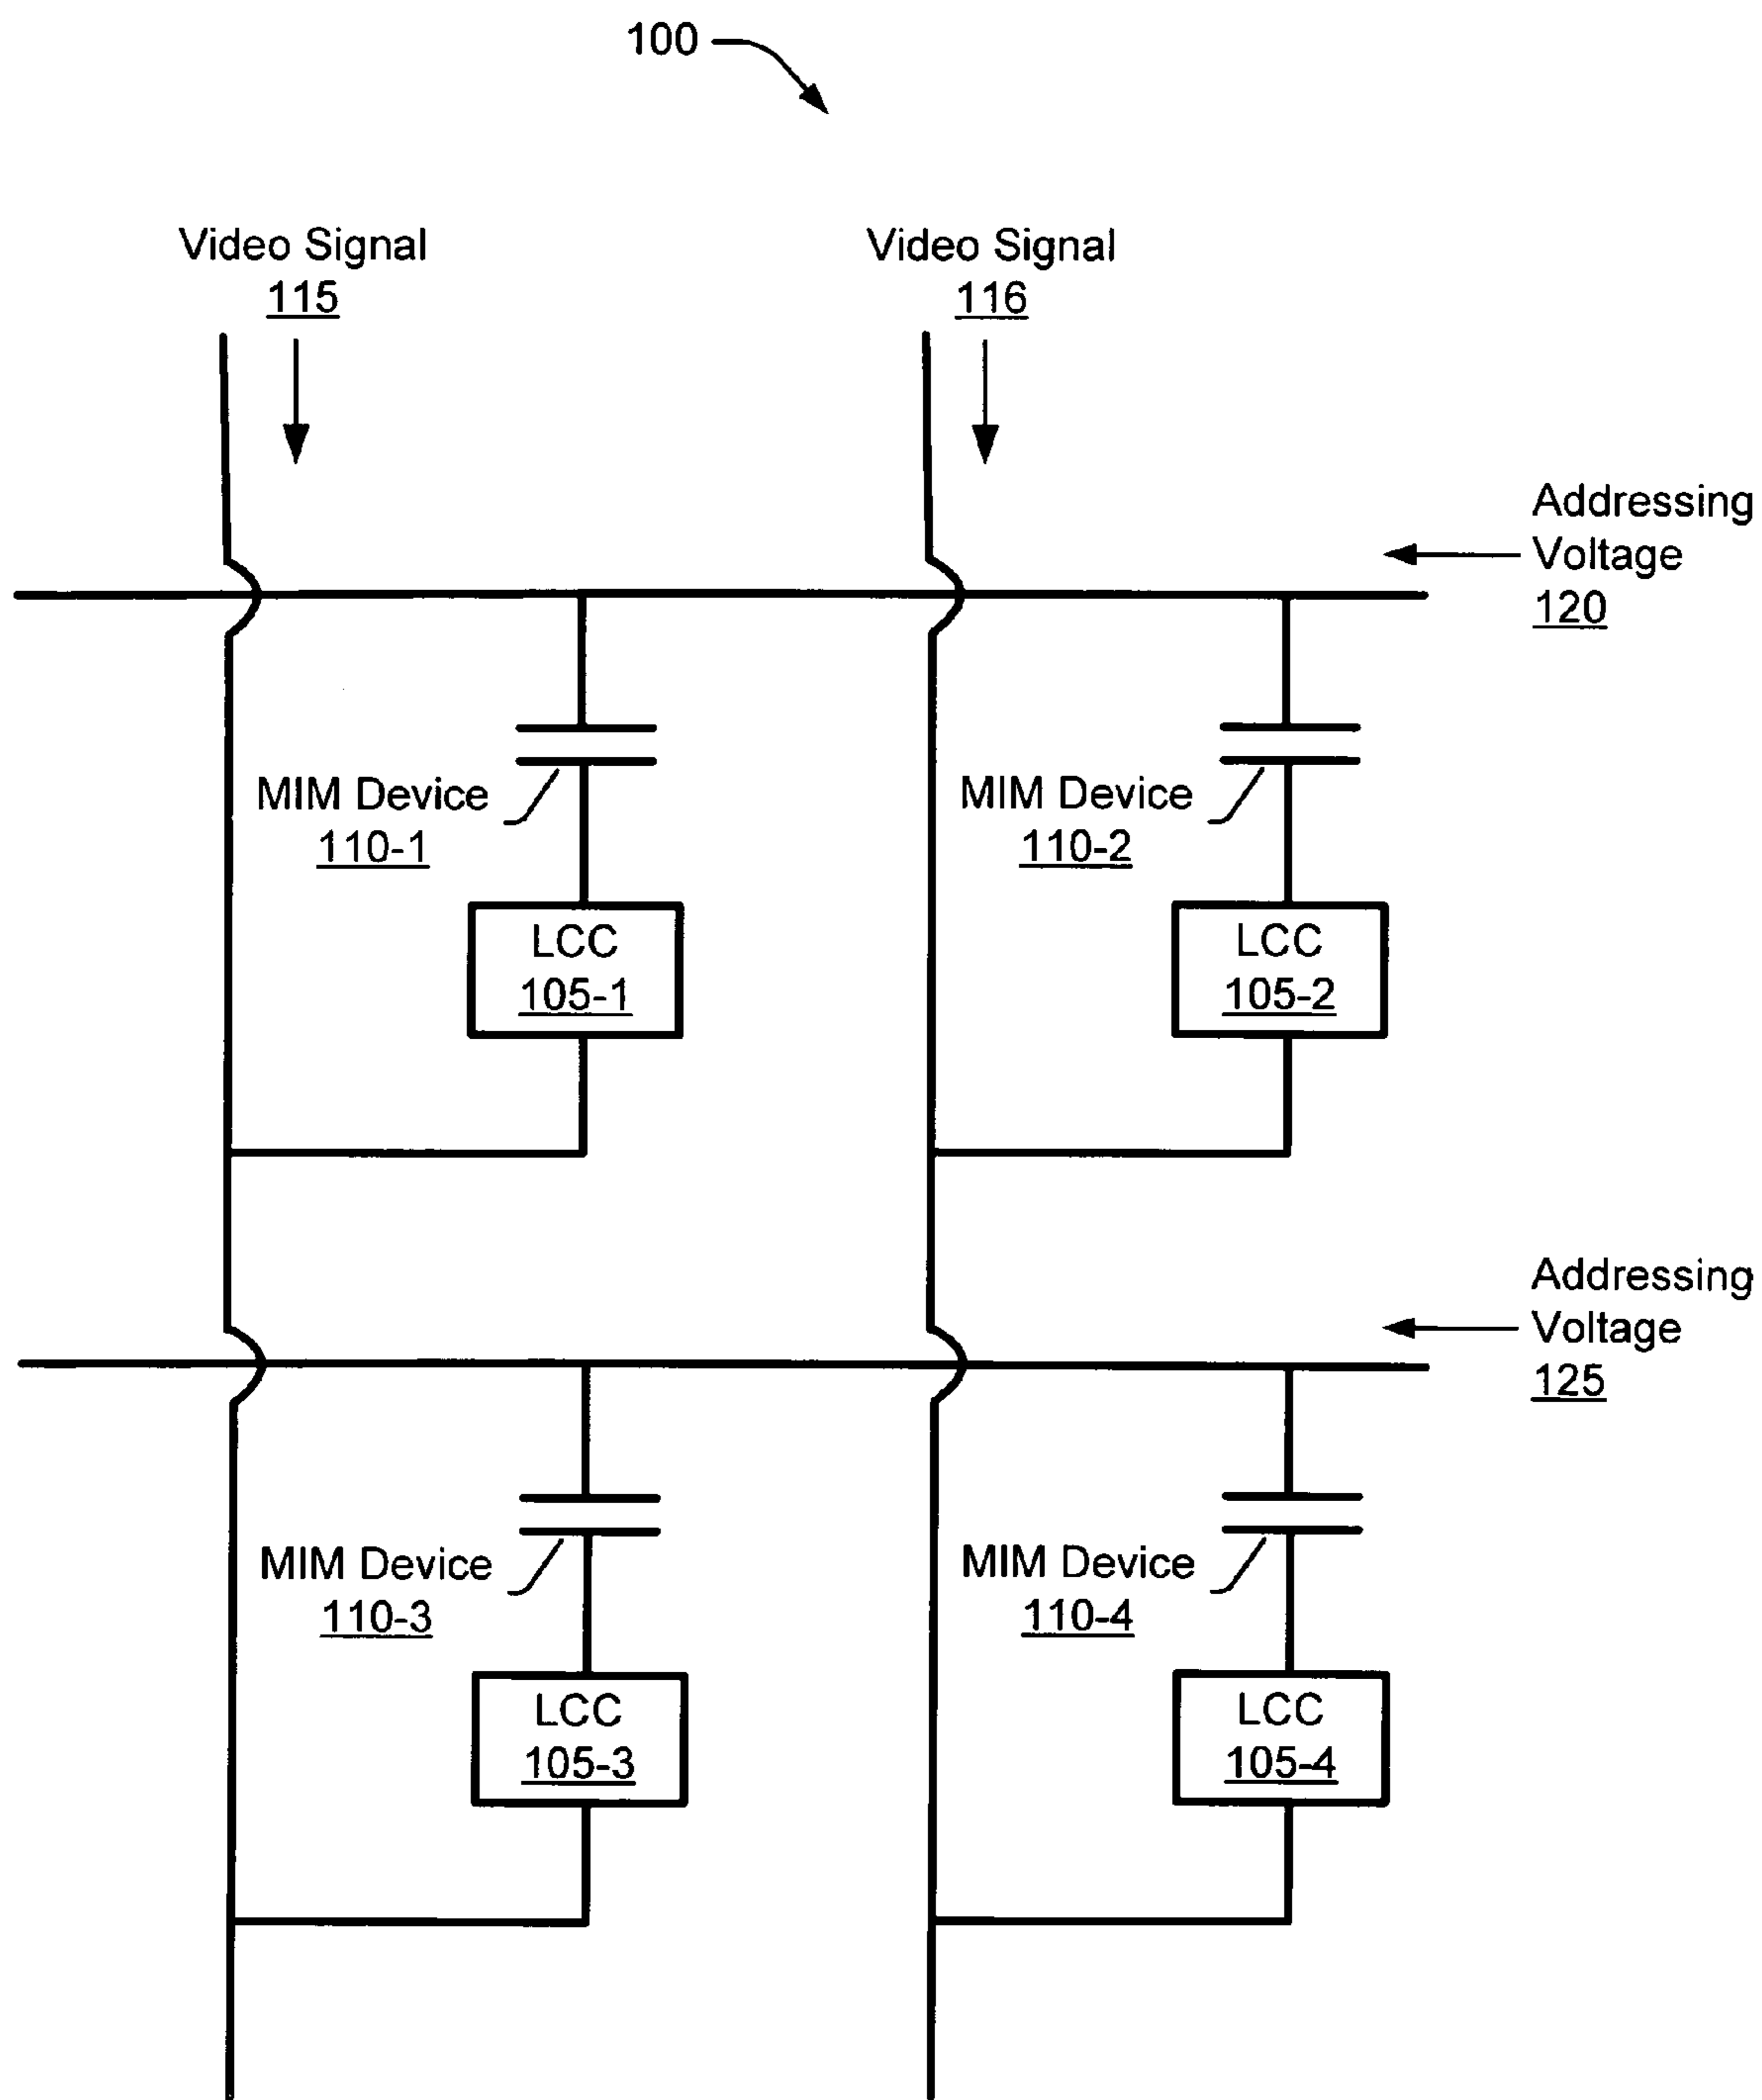 100
Video Signal
115
Video Signal
116
Addressing
Voltage
120
MIM Device
110-1
MIM Device
110-2
LCC
105-1
LCC
105-2
Addressing
Voltage
125
MIM Device
110-3
MIM Device
110-4
LCC
105-3
LCC
105-4